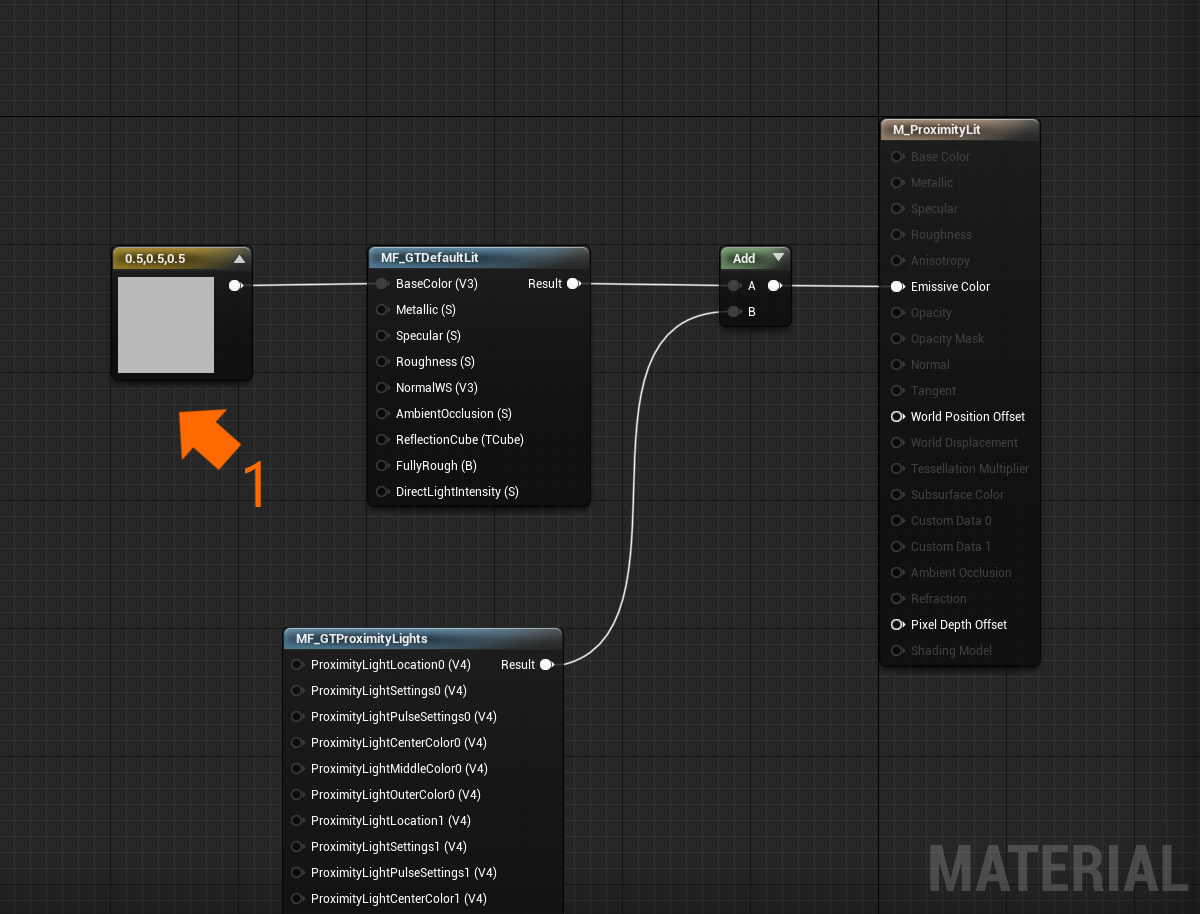 M_ProximityLit
Base Color
Metallic
Specular
Roughness
Anisotropy
Emissive Color
Opacity
Opacity Mask
Normal
Tangent
World Position Offset
World Displacement
Tessellation Multiplier
Subsurface Color
Custom Data 0
Custom Data 1
Ambient Occlusion
Refraction
Pixel Depth Offset
Shading Model
0.5,0.5,0.5
1
MF_GTDefaultLit
BaseColor (V3) Result
Metallic (S)
Specular (S)
Roughness (S)
NormalWS (V3)
AmbientOcclusion (S)
ReflectionCube (TCube)
FullyRough (B)
DirectLightIntensity (S)
Add
A
B
MF_GTProximityLights
ProximityLightLocation0 (V4) Result
ProximityLightSettings0 (V4)
ProximityLightPulseSettings0 (V4)
ProximityLightCenterColor0 (V4)
ProximityLightMiddleColor0 (V4)
ProximityLightOuterColor0 (V4)
ProximityLightLocation1 (V4)
ProximityLightSettings1 (V4)
ProximityLightPulseSettings1 (V4)
ProximityLightCenterColor1 (V4)
MATERIAL